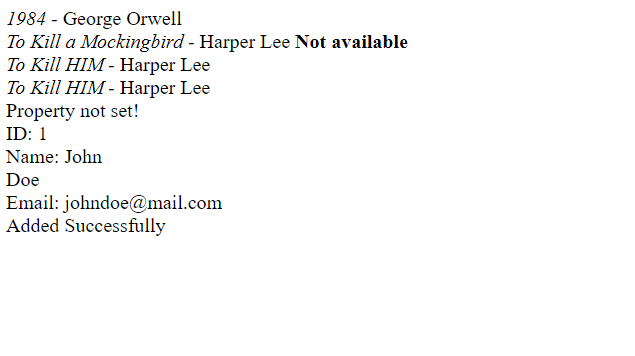 1984 - George Orwell
To Kill a Mockingbird - Harper Lee Not available
To Kill HIM - Harper Lee
To Kill HIM - Harper Lee
Property not set!
ID: 1
Name: John
Doe
Email: johndoe@mail.com
Added Successfully